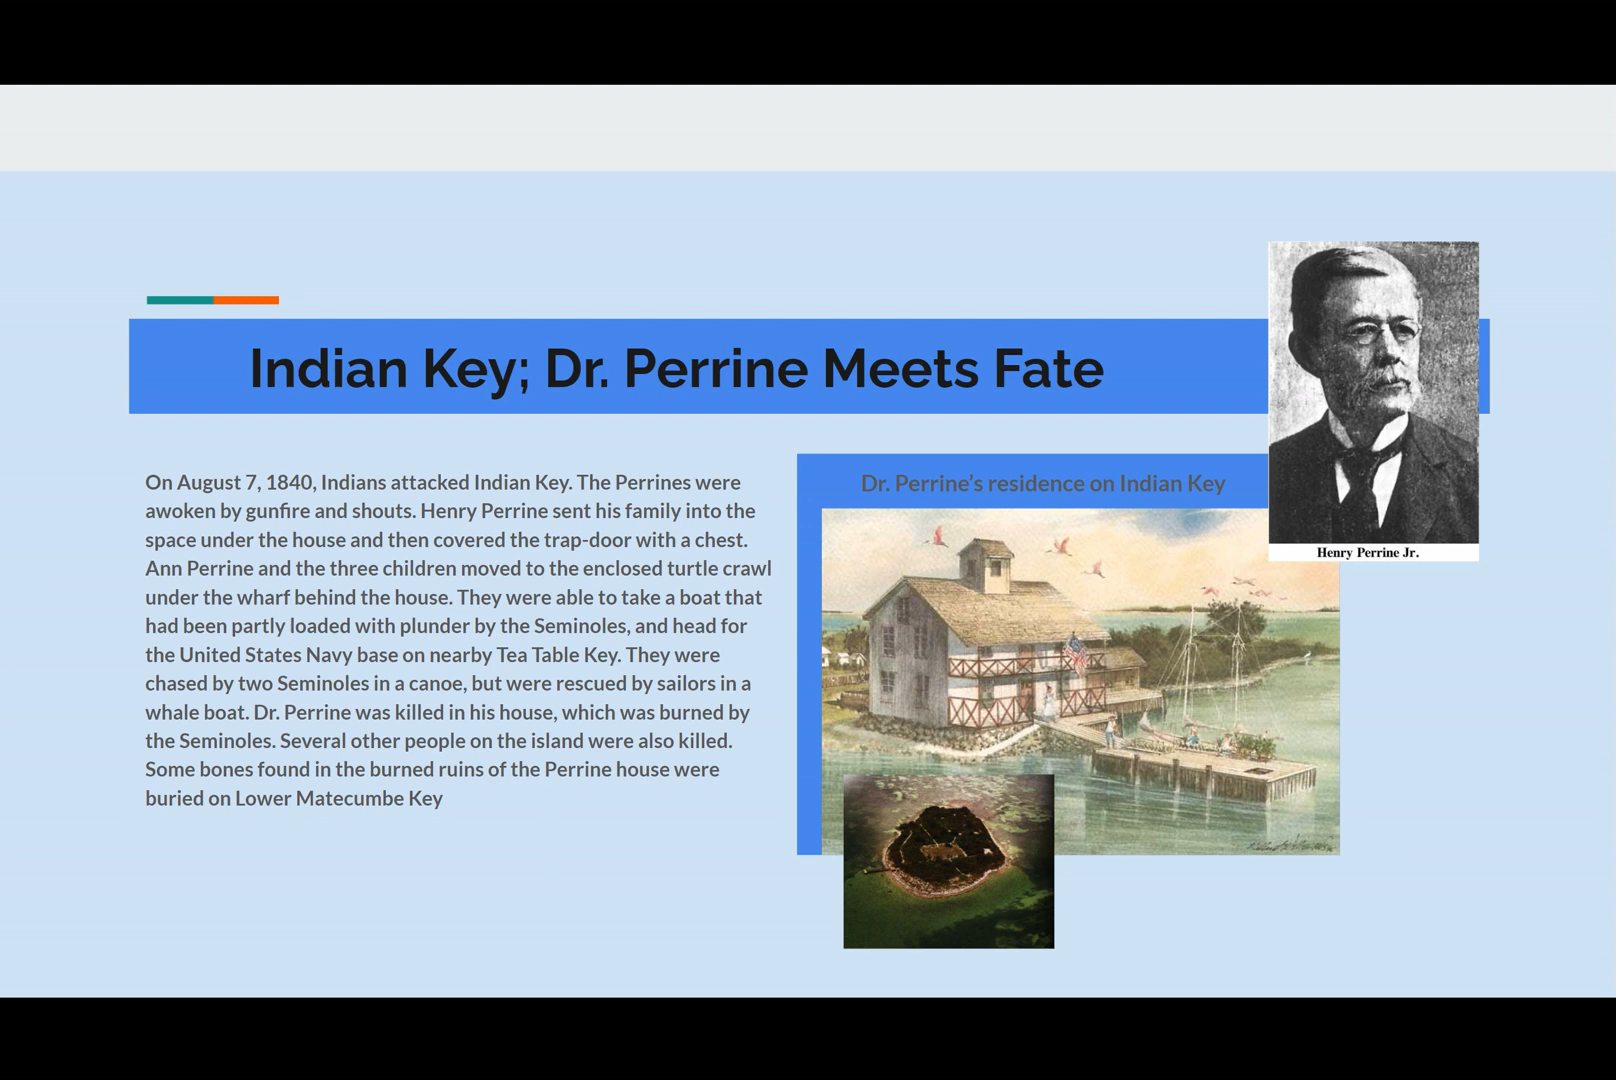 Indian Key; Dr. Perrine Meets Fate
On August 7, 1840, Indians attacked Indian Key. The Perrines were
awoken by gunfire and shouts. Henry Perrine sent his family into the
space under the house and then covered the trap-door with a chest.
Ann Perrine and the three children moved to the enclosed turtle crawl
under the wharf behind the house. They were able to take a boat that
had been partly loaded with plunder by the Seminoles, and head for
the United States Navy base on nearby Tea Table Key. They were
chased by two Seminoles in a canoe, but were rescued by sailors in a
whale boat. Dr. Perrine was killed in his house, which was burned by
the Seminoles. Several other people on the island were also killed.
Some bones found in the burned ruins of the Perrine house were
buried on Lower Matecumbe Key
Dr. Perrine’s residence on Indian Key
Henry Perrine Jr.